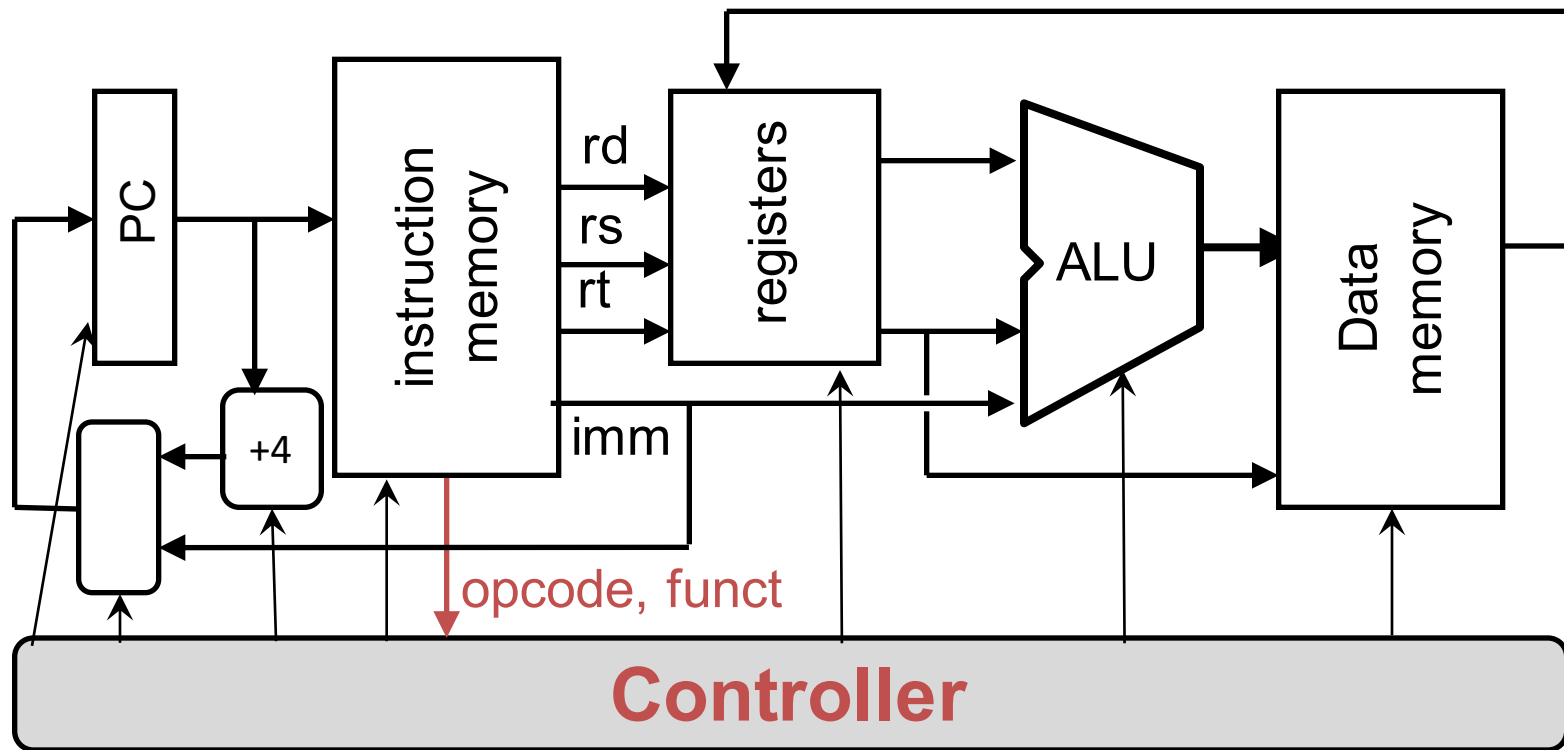 PC
+4
instruction
memory
rd
rs
rt
imm
opcode, funct
registers
ALU
Data
memory
Controller